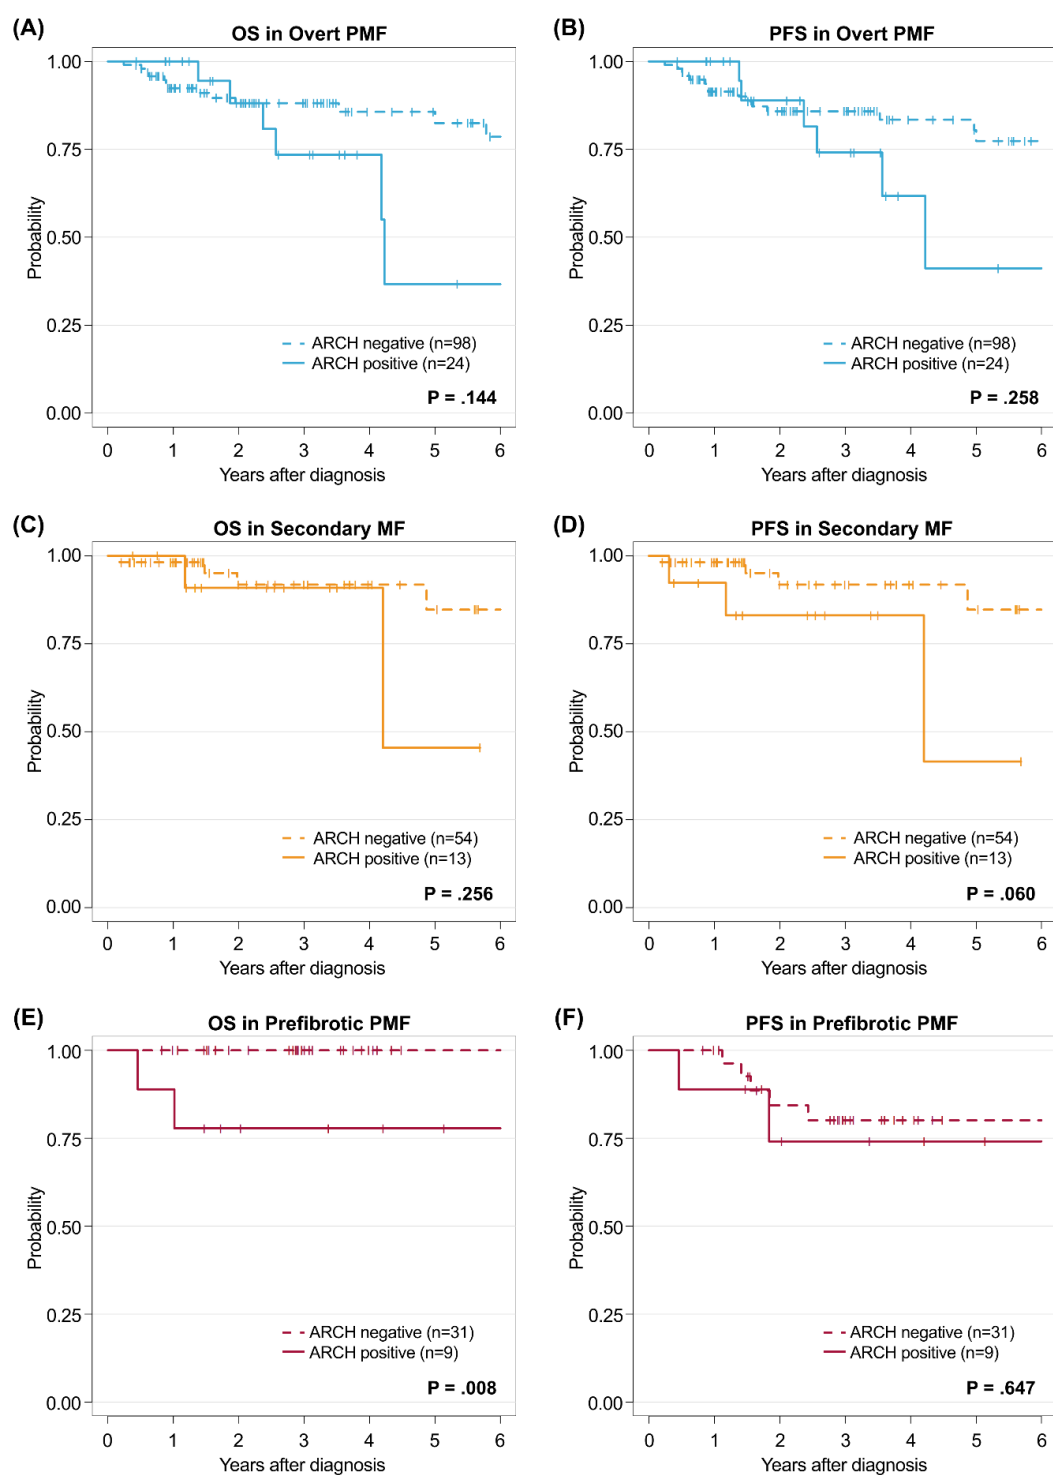 (A) OS in Overt PMF
1.00
0.75
0.50
0.25
0.00
Probability
ARCH negative (n=98)
ARCH positive (n=24)
P = .144
0 1 2 3 4 5 6
Years after diagnosis
(B) PFS in Overt PMF
1.00
0.75
0.50
0.25
0.00
Probability
ARCH negative (n=98)
ARCH positive (n=24)
P = .258
0 1 2 3 4 5 6
Years after diagnosis
(C) OS in Secondary MF
1.00
0.75
0.50
0.25
0.00
Probability
ARCH negative (n=54)
ARCH positive (n=13)
P = .256
0 1 2 3 4 5 6
Years after diagnosis
(D) PFS in Secondary MF
1.00
0.75
0.50
0.25
0.00
Probability
ARCH negative (n=54)
ARCH positive (n=13)
P = .060
0 1 2 3 4 5 6
Years after diagnosis
(E) OS in Prefibrotic PMF
1.00
0.75
0.50
0.25
0.00
Probability
ARCH negative (n=31)
ARCH positive (n=9)
P = .008
0 1 2 3 4 5 6
Years after diagnosis
(F) PFS in Prefibrotic PMF
1.00
0.75
0.50
0.25
0.00
Probability
ARCH negative (n=31)
ARCH positive (n=9)
P = .647
0 1 2 3 4 5 6
Years after diagnosis